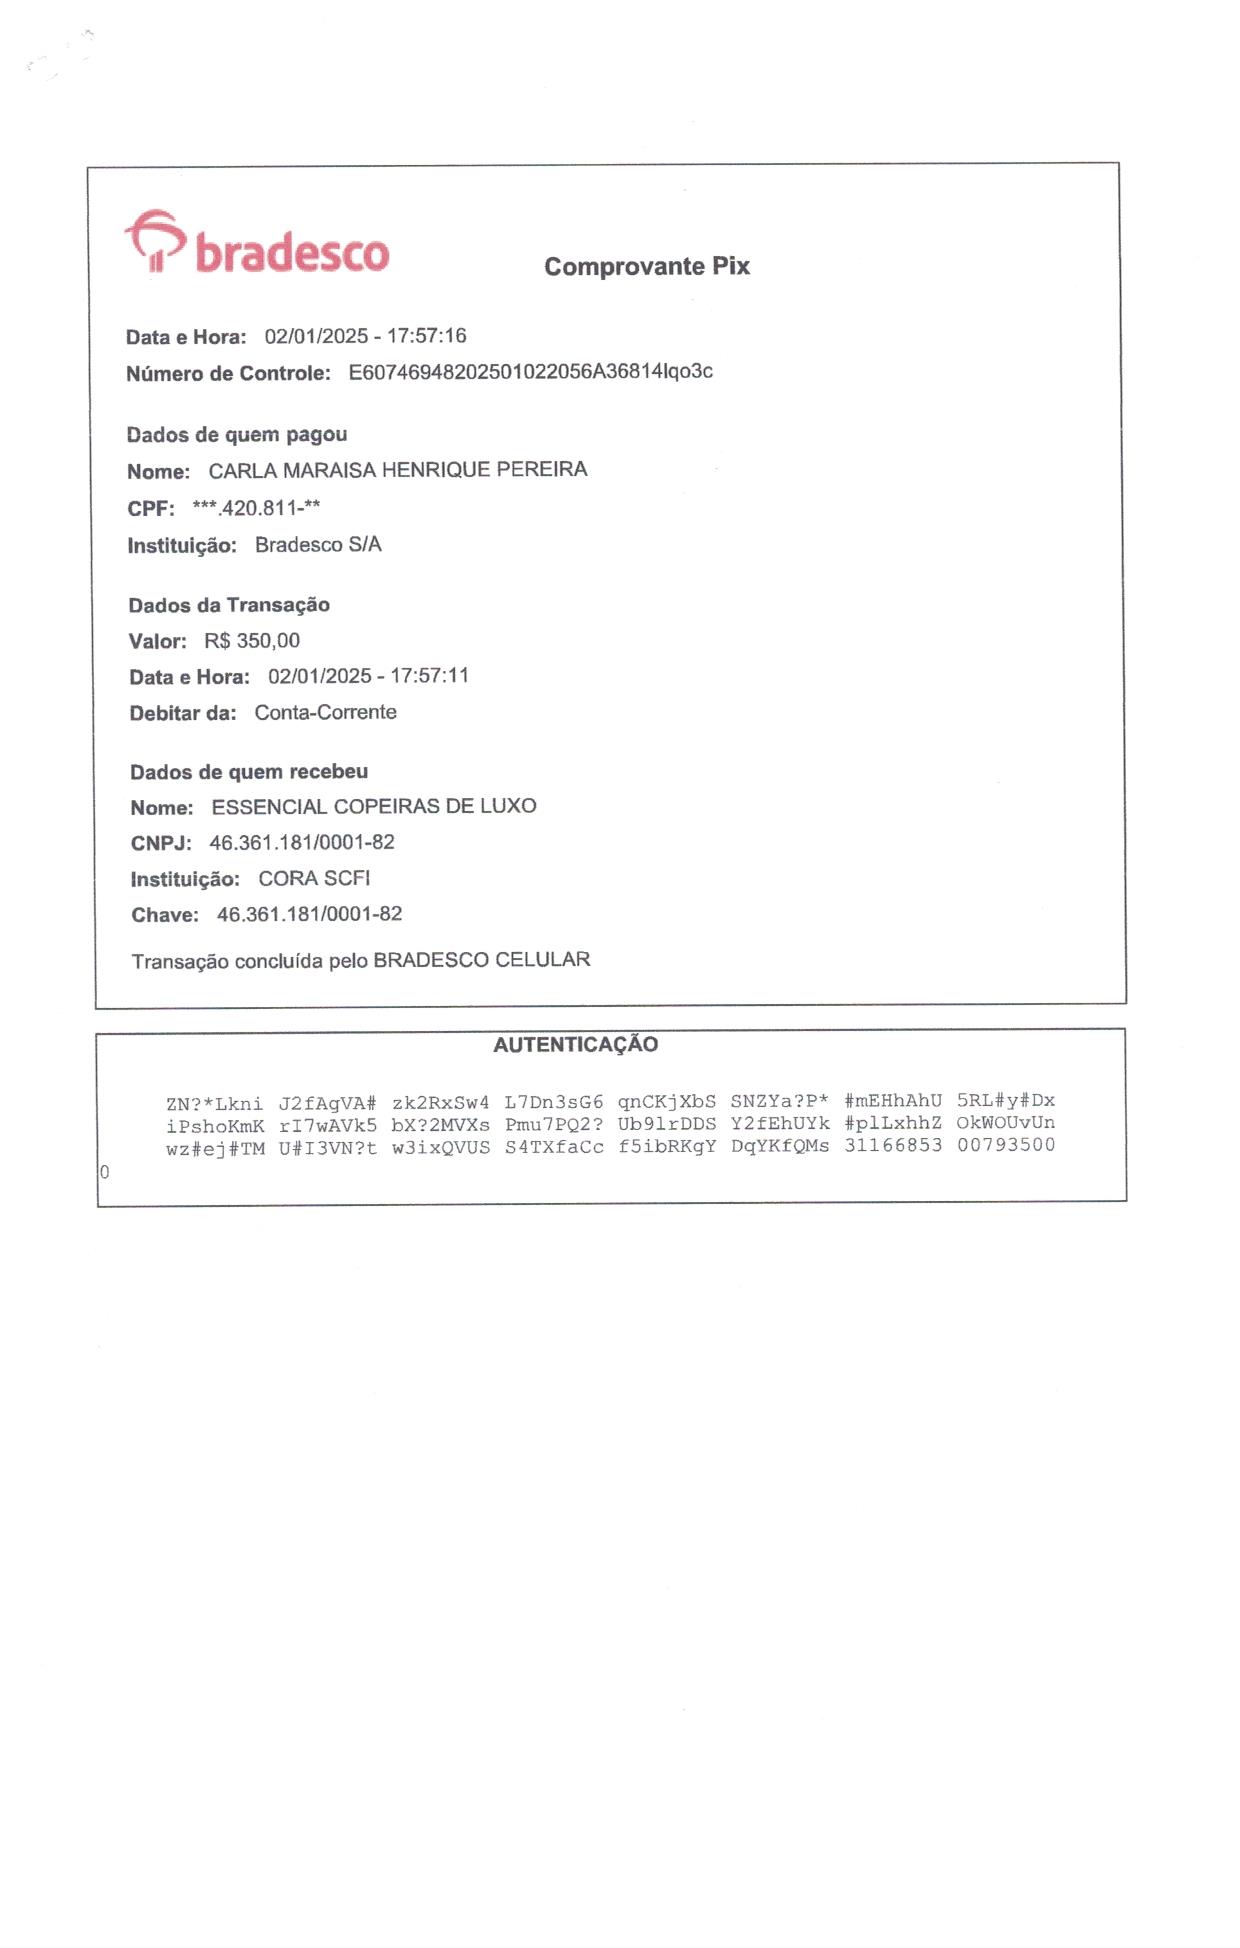 bradesco
Comprovante Pix
Data e Hora: 02/01/2025 - 17:57:16
Número de Controle: E60746948202501022056A36814lqo3c
Dados de quem pagou
Nome: CARLA MARAISA HENRIQUE PEREIRA
CPF: ***.420.811-**
Instituição: Bradesco S/A
Dados da Transação
Valor: R$ 350,00
Data e Hora: 02/01/2025 - 17:57:11
Debitar da: Conta-Corrente
Dados de quem recebeu
Nome: ESSENCIAL COPEIRAS DE LUXO
CNPJ: 46.361.181/0001-82
Instituição: CORA SCFI
Chave: 46.361.181/0001-82
Transação concluída pelo BRADESCO CELULAR
AUTENTICAÇÃO
ZN?*Lkni J2fAgVA# zk2RxSw4 L7Dn3sG6 qnCKjXbS SNZYa?P* #mEHhAhU 5RL#y#Dx
iPshoKmK rI7wAVk5 bX?2MVXs Pmu7PQ2? Ub9lrDDS Y2fEhUYk #plLxhhZ OkWOUvUn
wz#ej#TM U#I3VN?t w3ixQVUS S4TXfaCc f5ibRKgY DqYKfQMs 31166853 00793500
0